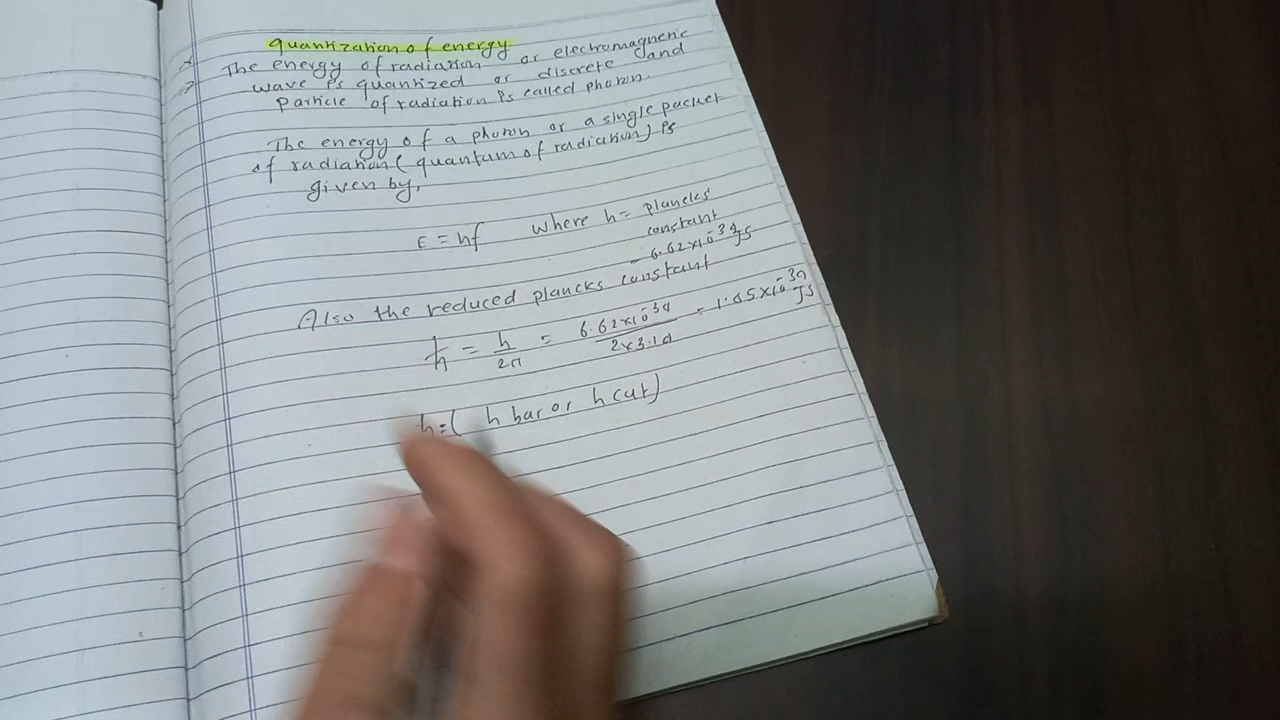 quantization of energy
The energy of radiation or electromagnetic
wave is quantized or discrete and
particle of radiation is called photon.
The energy of a photon or a single packet
of radiation (quantum of radiation) is
given by,
E = hf where h = plancks
constant
= 6.62×10⁻³⁴ JS
Also the reduced plancks constant
ħ = h/2π = 6.62×10⁻³⁴/2×3.14 = 1.05×10⁻³⁴ JS
ħ = ( h bar or h cut)